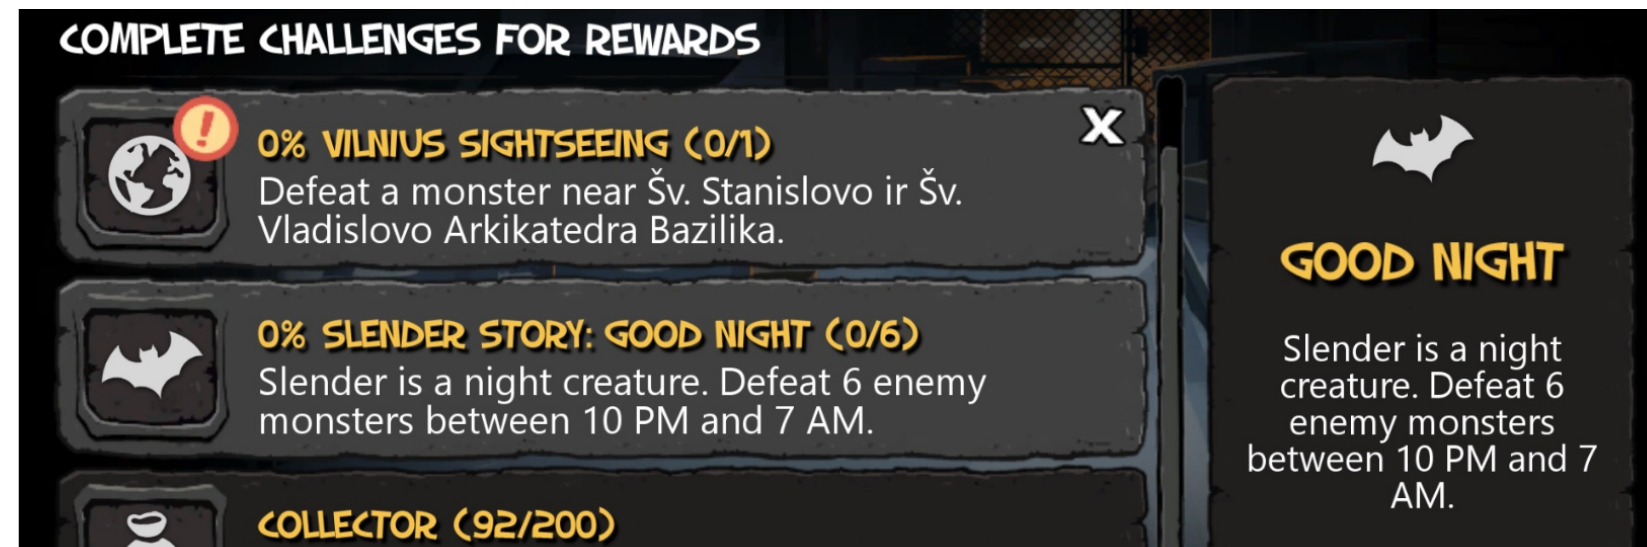 COMPLETE CHALLENGES FOR REWARDS
!
0% VILNIUS SIGHTSEEING (0/1)
X
Defeat a monster near Šv. Stanislovo ir Šv.
Vladislovo Arkikatedra Bazilika.
0% SLENDER STORY: GOOD NIGHT (0/6)
Slender is a night creature. Defeat 6 enemy
monsters between 10 PM and 7 AM.
COLLECTOR (92/200)
GOOD NIGHT
Slender is a night
creature. Defeat 6
enemy monsters
between 10 PM and 7
AM.